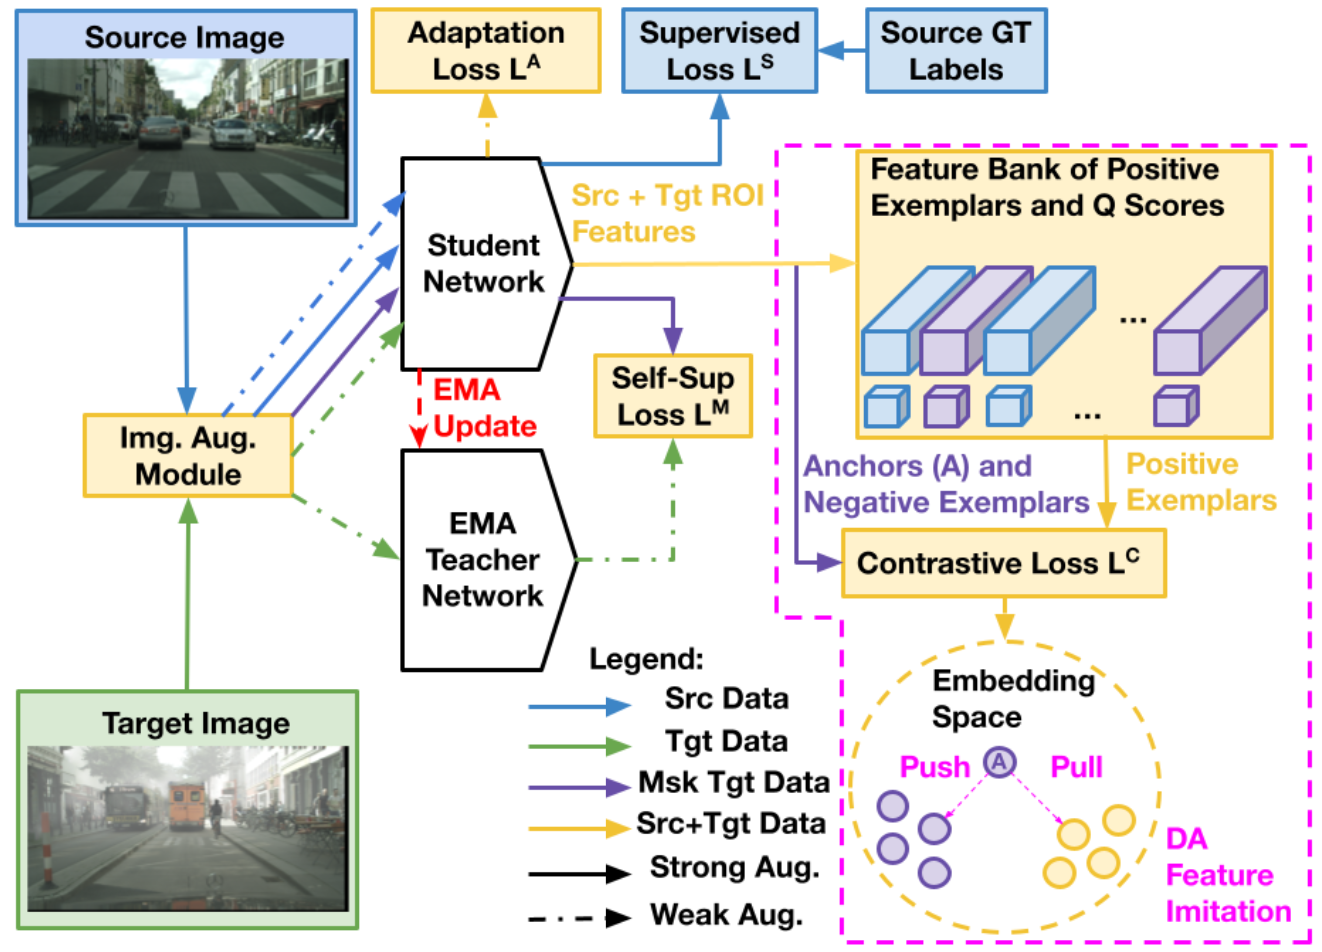 Source Image
Adaptation
Loss L^A
Supervised
Loss L^S
Source GT
Labels
Src + Tgt ROI
Features
Feature Bank of Positive
Exemplars and Q Scores
...
...
Student
Network
EMA
Update
Self-Sup
Loss L^M
Img. Aug.
Module
Anchors (A) and
Negative Exemplars
Positive
Exemplars
EMA
Teacher
Network
Contrastive Loss L^C
Legend:
Src Data
Tgt Data
Msk Tgt Data
Src+Tgt Data
Strong Aug.
Weak Aug.
Embedding
Space
Push
A
Pull
DA
Feature
Imitation
Target Image